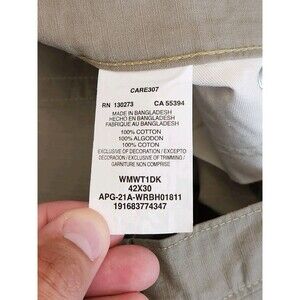 CARE307
RN 130273 CA 55394
MADE IN BANGLADESH
HECHO EN BANGLADESH
FABRIQUE AU BANGLADESH
100% COTTON
100% ALGODON
100% COTON
EXCLUSIVE OF DECORATION / EXCEPTO
DECORACION / EXCLUSIVE OF TRIMMING /
GARNITURE NON COMPRISE
WMWT1DK
42X30
APG-21A-WRBH01811
191683774347